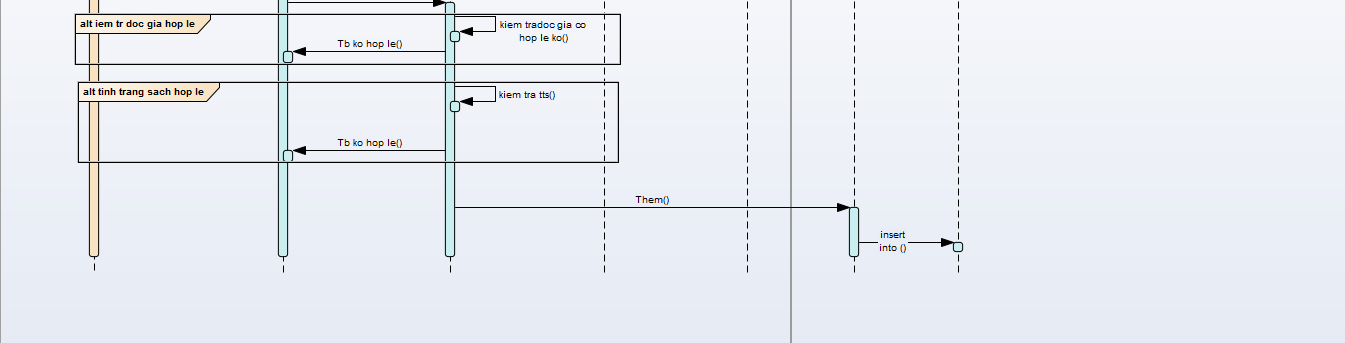 alt iem tr doc gia hop le
kiem tradoc gia co
hop le ko()
Tb ko hop le()
alt tinh trang sach hop le
kiem tra tts()
Tb ko hop le()
Them()
insert
into ()